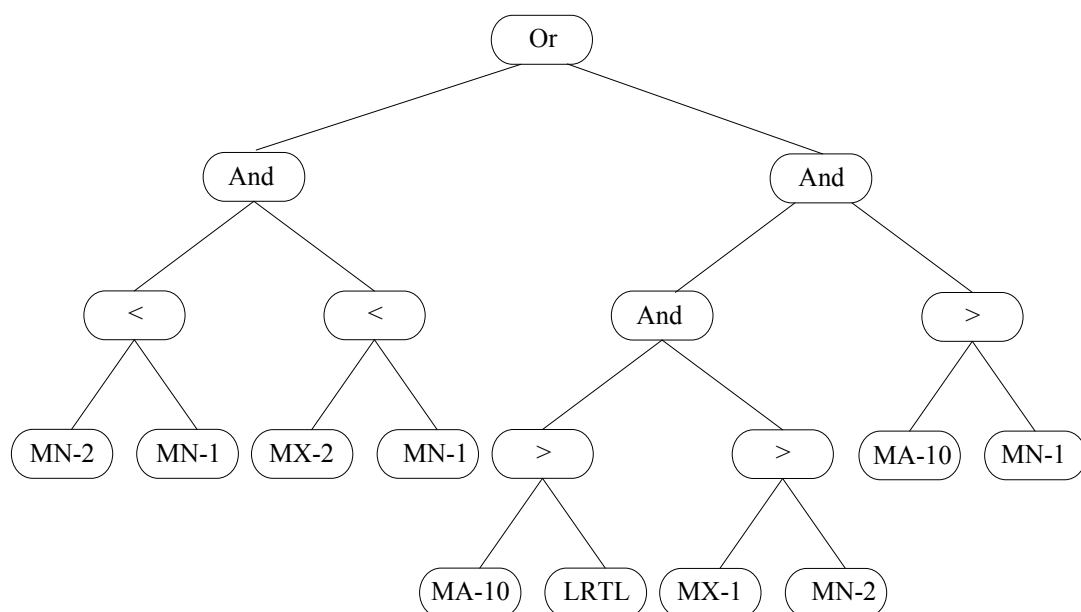 Or
And And
< < And >
MN-2 MN-1 MX-2 MN-1 > > MA-10 MN-1
MA-10 LRTL MX-1 MN-2